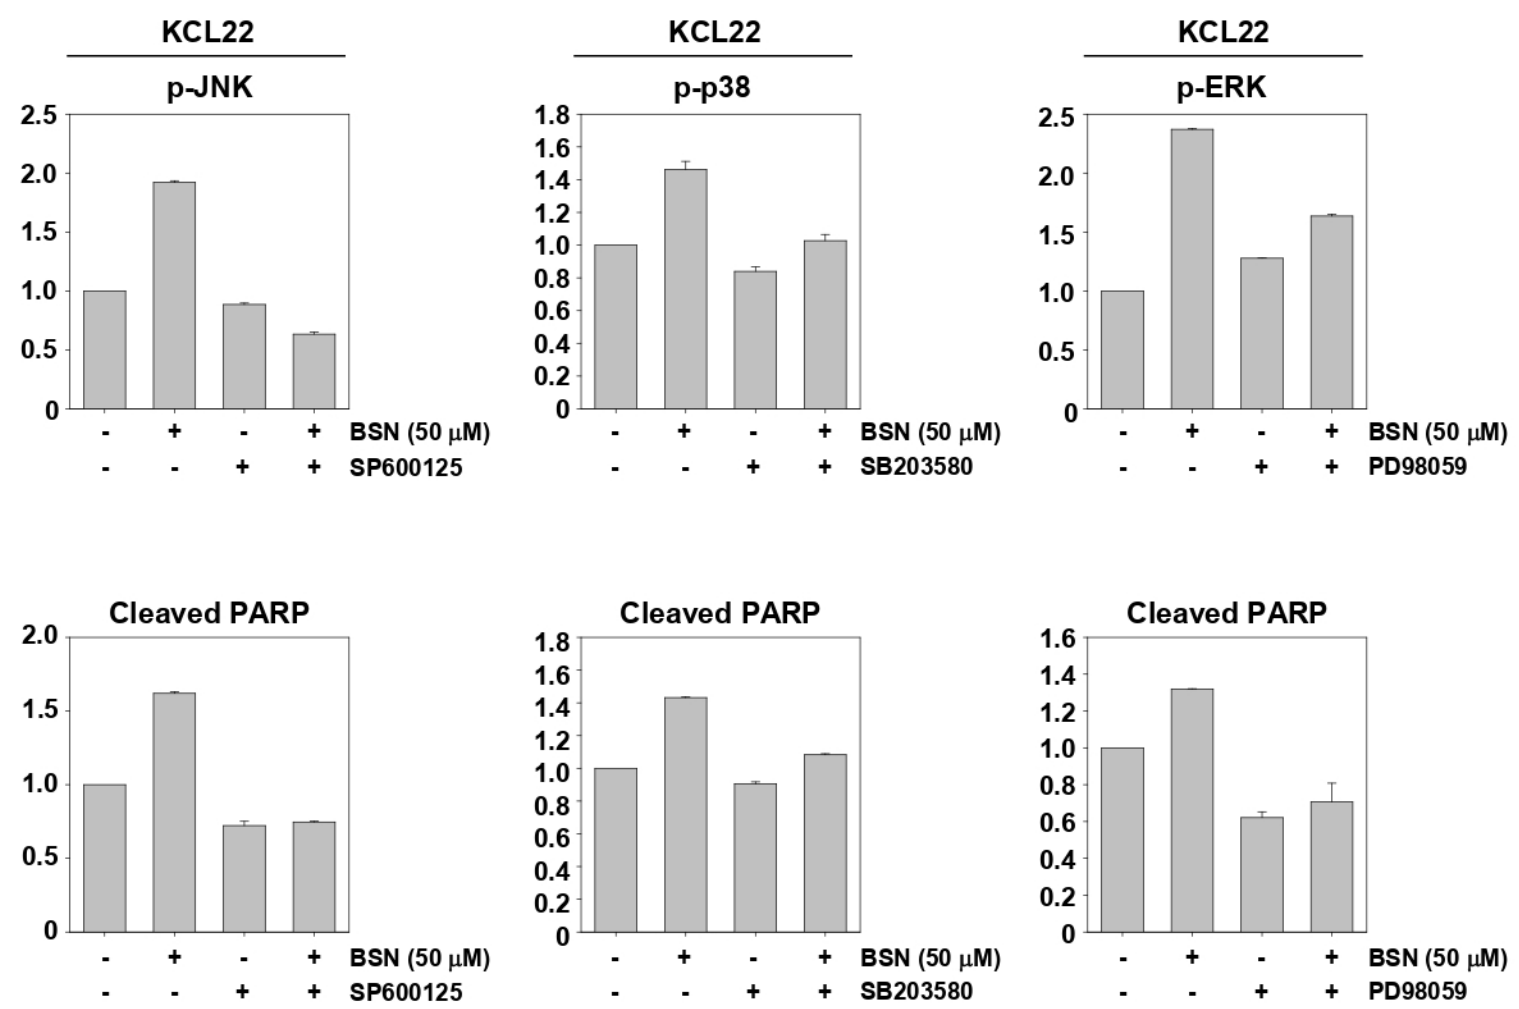 KCL22
p-JNK
2.5
2.0
1.5
1.0
0.5
0
- + - + BSN (50 μM)
- - + + SP600125
KCL22
p-p38
1.8
1.6
1.4
1.2
1.0
0.8
0.6
0.4
0.2
0
- + - + BSN (50 μM)
- - + + SB203580
KCL22
p-ERK
2.5
2.0
1.5
1.0
0.5
0
- + - + BSN (50 μM)
- - + + PD98059
Cleaved PARP
2.0
1.5
1.0
0.5
0
- + - + BSN (50 μM)
- - + + SP600125
Cleaved PARP
1.8
1.6
1.4
1.2
1.0
0.8
0.6
0.4
0.2
0
- + - + BSN (50 μM)
- - + + SB203580
Cleaved PARP
1.6
1.4
1.2
1.0
0.8
0.6
0.4
0.2
0
- + - + BSN (50 μM)
- - + + PD98059